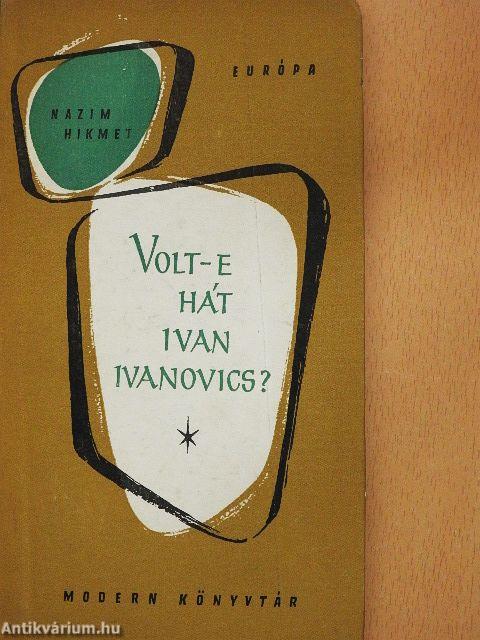 EURÓPA
NAZIM
HIKMET
VOLT-E
HÁT
IVAN
IVANOVICS?
MODERN KÖNYVTÁR
Antikvárium.hu